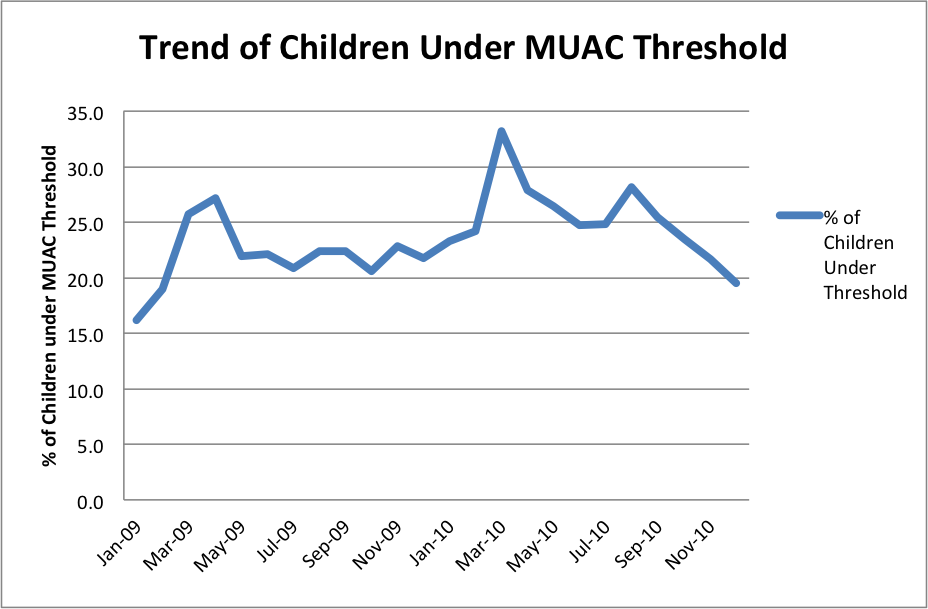 Trend of Children Under MUAC Threshold
% of Children under MUAC Threshold
35.0
30.0
25.0
20.0
15.0
10.0
5.0
0.0
Jan-09
Mar-09
May-09
Jul-09
Sep-09
Nov-09
Jan-10
Mar-10
May-10
Jul-10
Sep-10
Nov-10
% of
Children
Under
Threshold